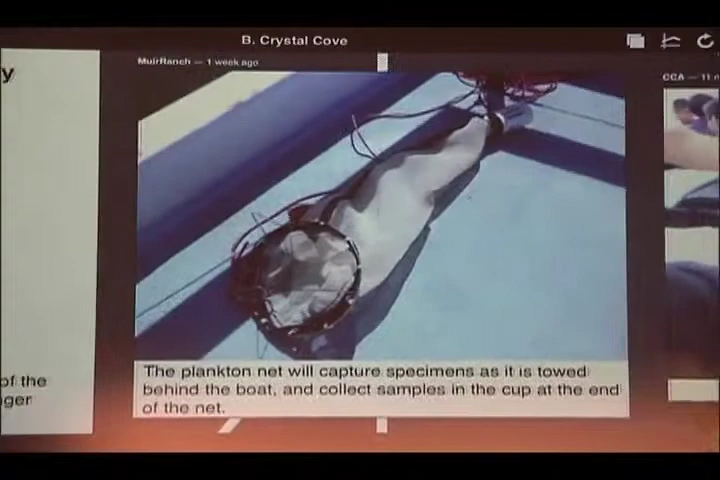 B. Crystal Cove
MuirRanch — 1 week ago
CCA — 11
y
The plankton net will capture specimens as it is towed
behind the boat, and collect samples in the cup at the end
of the net.
of the
ger